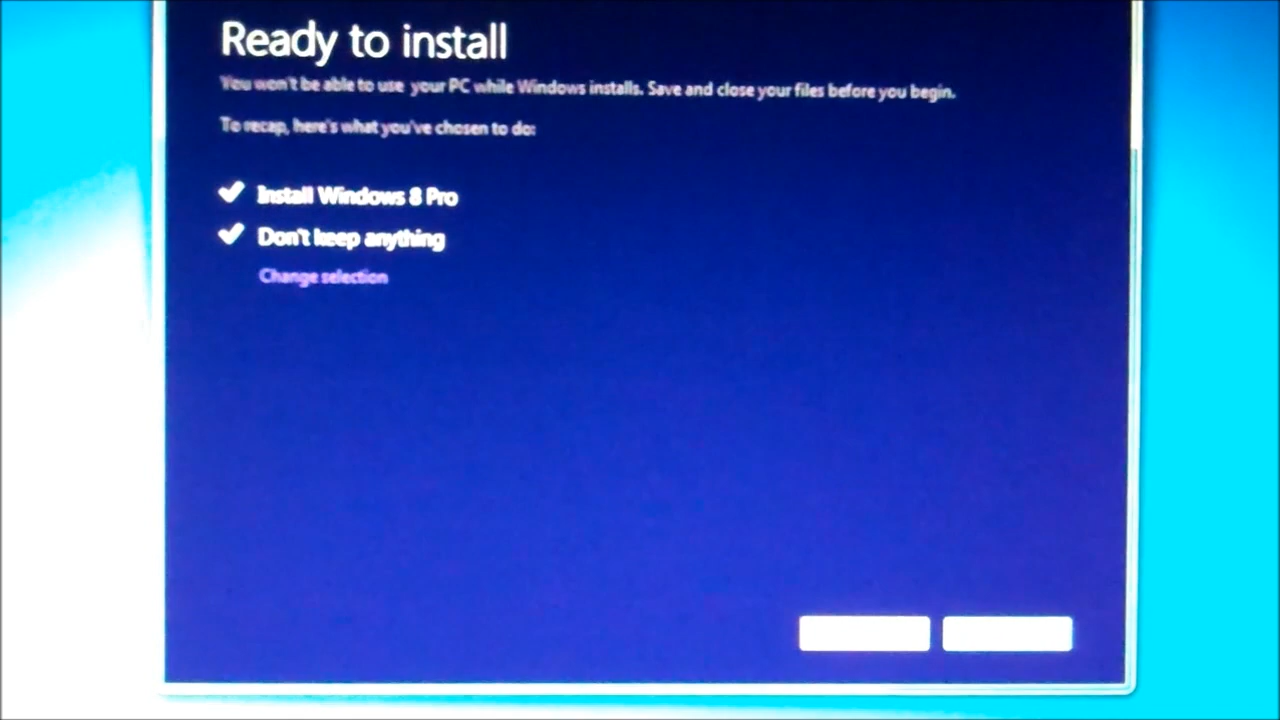 Ready to install
You won't be able to use your PC while Windows installs. Save and close your files before you begin.
To recap, here's what you've chosen to do:
Install Windows 8 Pro
Don't keep anything
Change selection